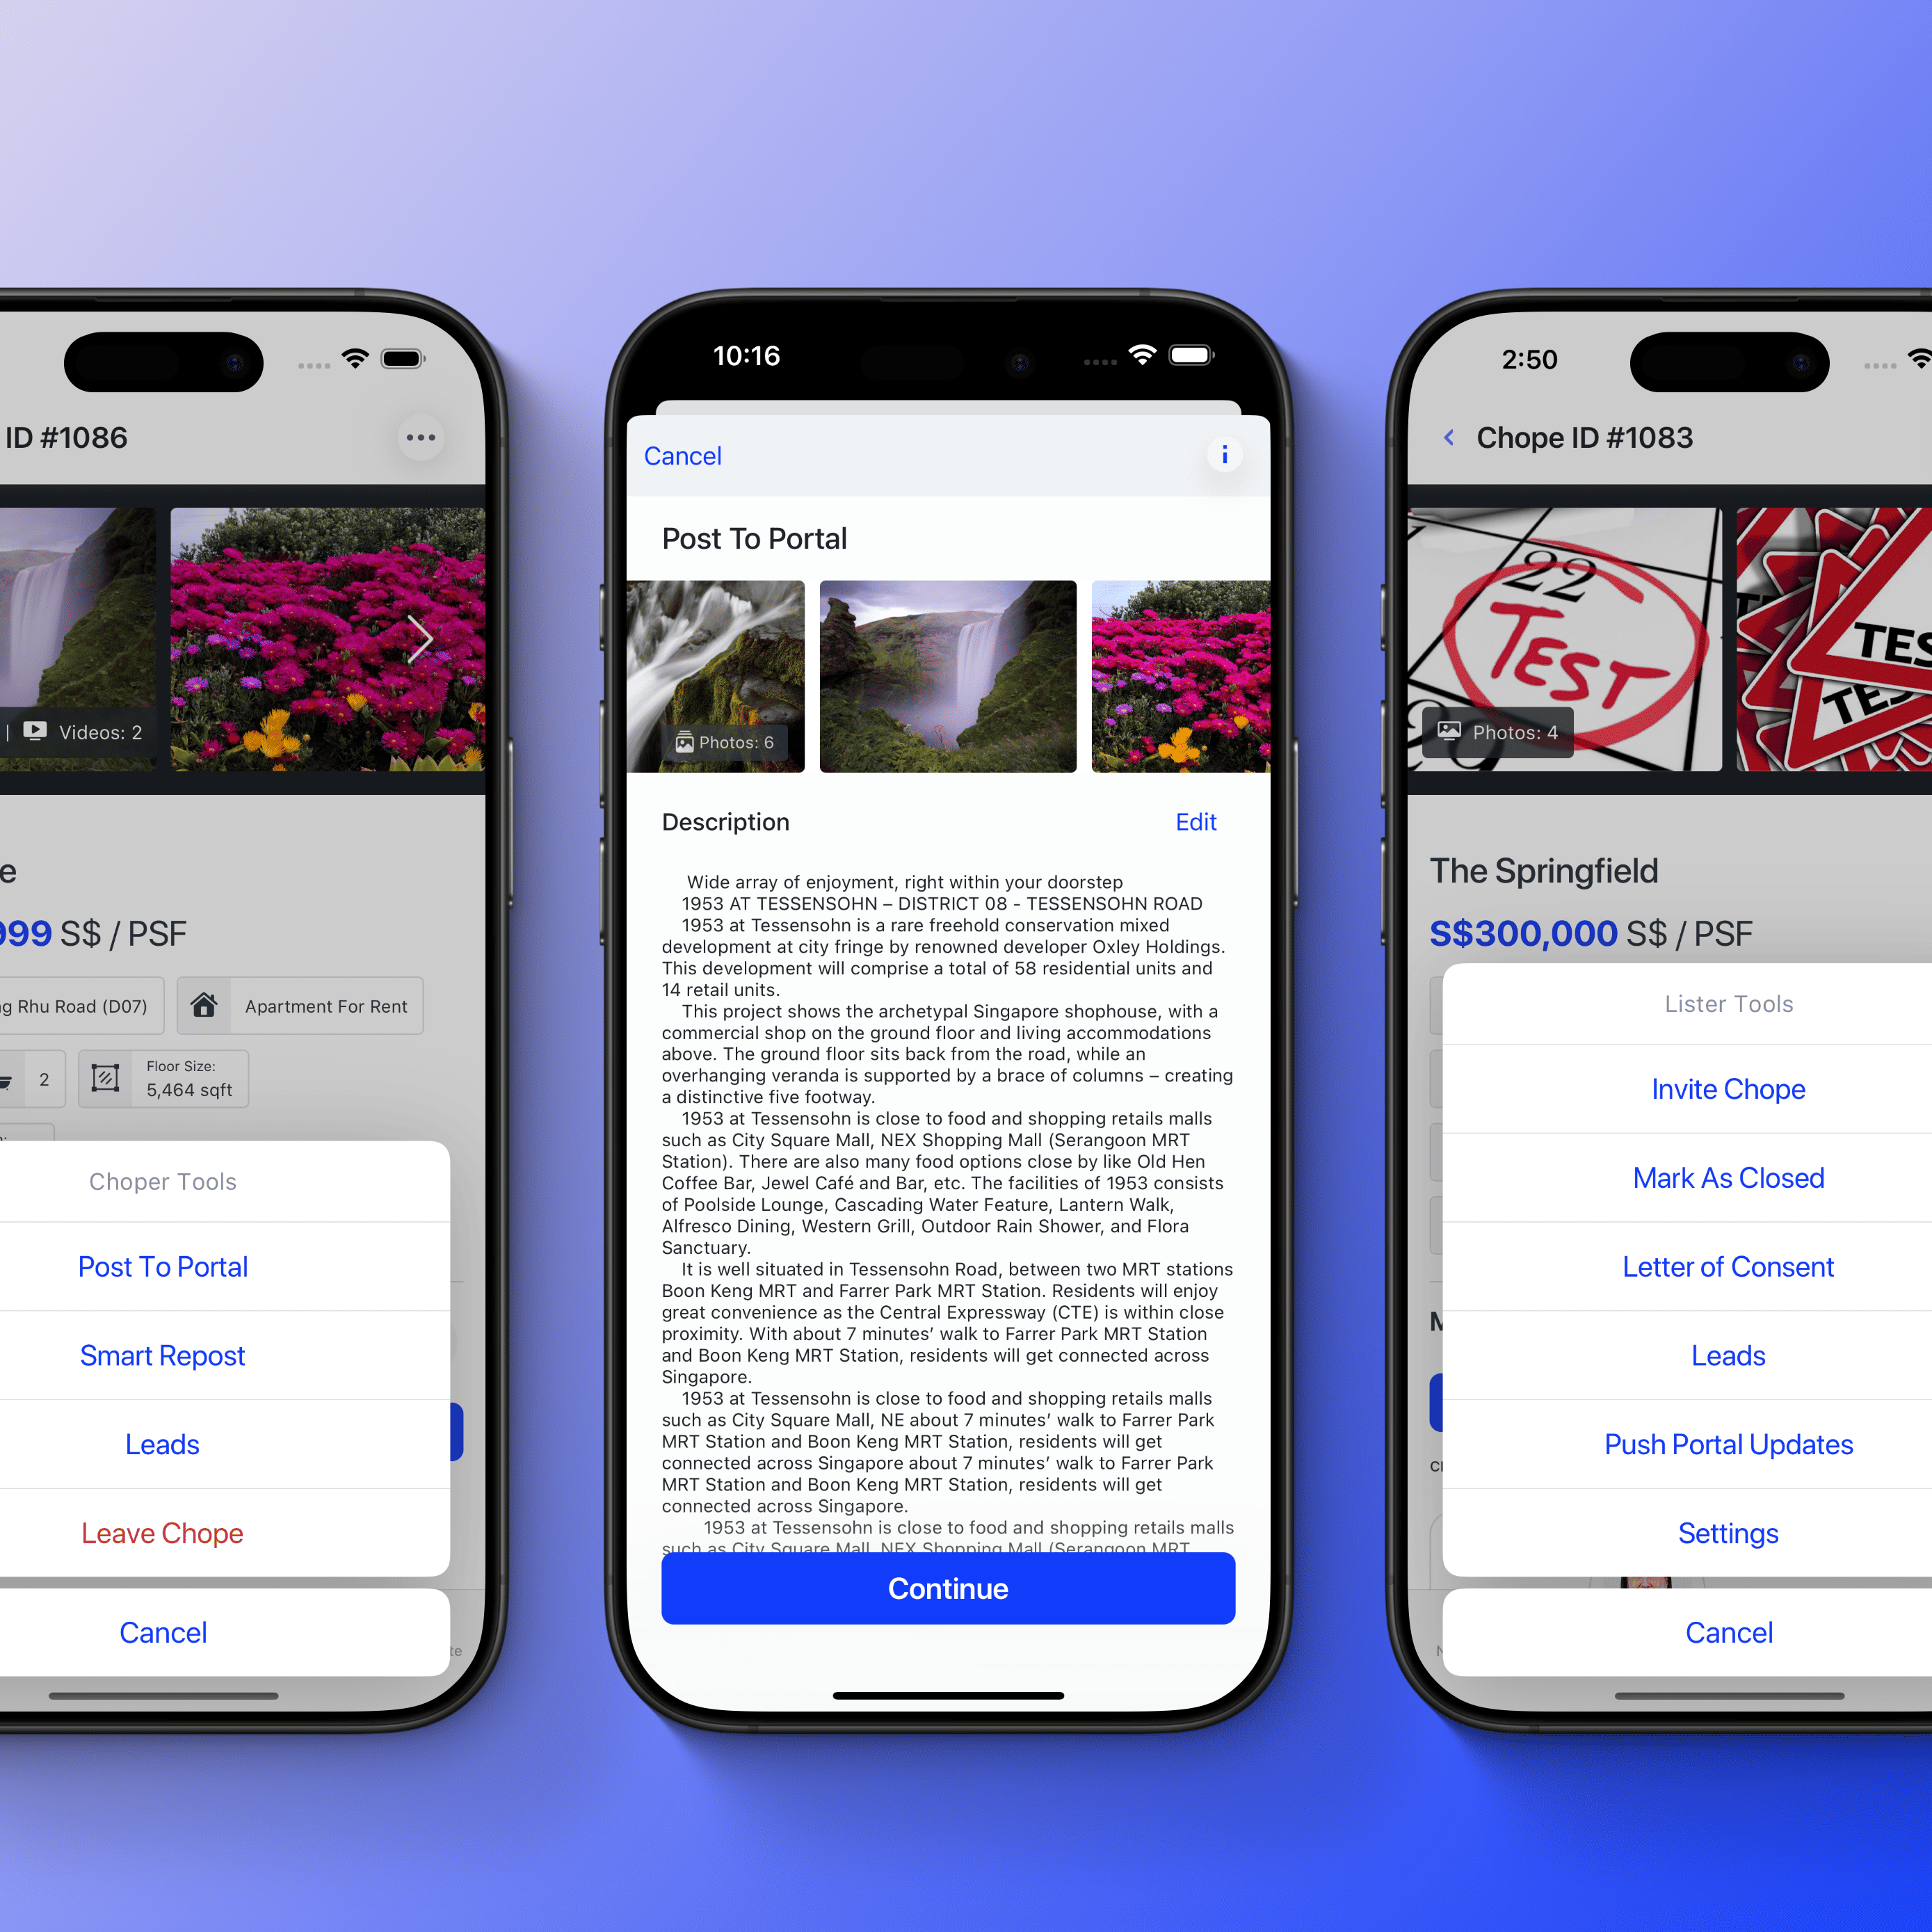 ID #1086
| Videos: 2
e
999 S$ / PSF
g Rhu Road (D07)
Apartment For Rent
2
Floor Size:
5,464 sqft
Choper Tools
Post To Portal
Smart Repost
Leads
Leave Chope
Cancel
te
10:16
Cancel
i
Post To Portal
Photos: 6
Description
Edit
Wide array of enjoyment, right within your doorstep
1953 AT TESSENSOHN – DISTRICT 08 - TESSENSOHN ROAD
1953 at Tessensohn is a rare freehold conservation mixed
development at city fringe by renowned developer Oxley Holdings.
This development will comprise a total of 58 residential units and
14 retail units.
This project shows the archetypal Singapore shophouse, with a
commercial shop on the ground floor and living accommodations
above. The ground floor sits back from the road, while an
overhanging veranda is supported by a brace of columns – creating
a distinctive five footway.
1953 at Tessensohn is close to food and shopping retails malls
such as City Square Mall, NEX Shopping Mall (Serangoon MRT
Station). There are also many food options close by like Old Hen
Coffee Bar, Jewel Café and Bar, etc. The facilities of 1953 consists
of Poolside Lounge, Cascading Water Feature, Lantern Walk,
Alfresco Dining, Western Grill, Outdoor Rain Shower, and Flora
Sanctuary.
It is well situated in Tessensohn Road, between two MRT stations
Boon Keng MRT and Farrer Park MRT Station. Residents will enjoy
great convenience as the Central Expressway (CTE) is within close
proximity. With about 7 minutes’ walk to Farrer Park MRT Station
and Boon Keng MRT Station, residents will get connected across
Singapore.
1953 at Tessensohn is close to food and shopping retails malls
such as City Square Mall, NE about 7 minutes’ walk to Farrer Park
MRT Station and Boon Keng MRT Station, residents will get
connected across Singapore about 7 minutes’ walk to Farrer Park
MRT Station and Boon Keng MRT Station, residents will get
connected across Singapore.
1953 at Tessensohn is close to food and shopping retails malls
such as City Square Mall, NEX Shopping Mall (Serangoon MRT
Continue
2:50
Chope ID #1083
22
TEST
TES
TE
Photos: 4
The Springfield
S$300,000 S$ / PSF
Lister Tools
Invite Chope
Mark As Closed
Letter of Consent
Leads
Push Portal Updates
Settings
Cancel